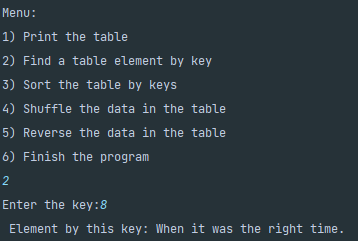 Menu:
1) Print the table
2) Find a table element by key
3) Sort the table by keys
4) Shuffle the data in the table
5) Reverse the data in the table
6) Finish the program
2
Enter the key:8
Element by this key: When it was the right time.